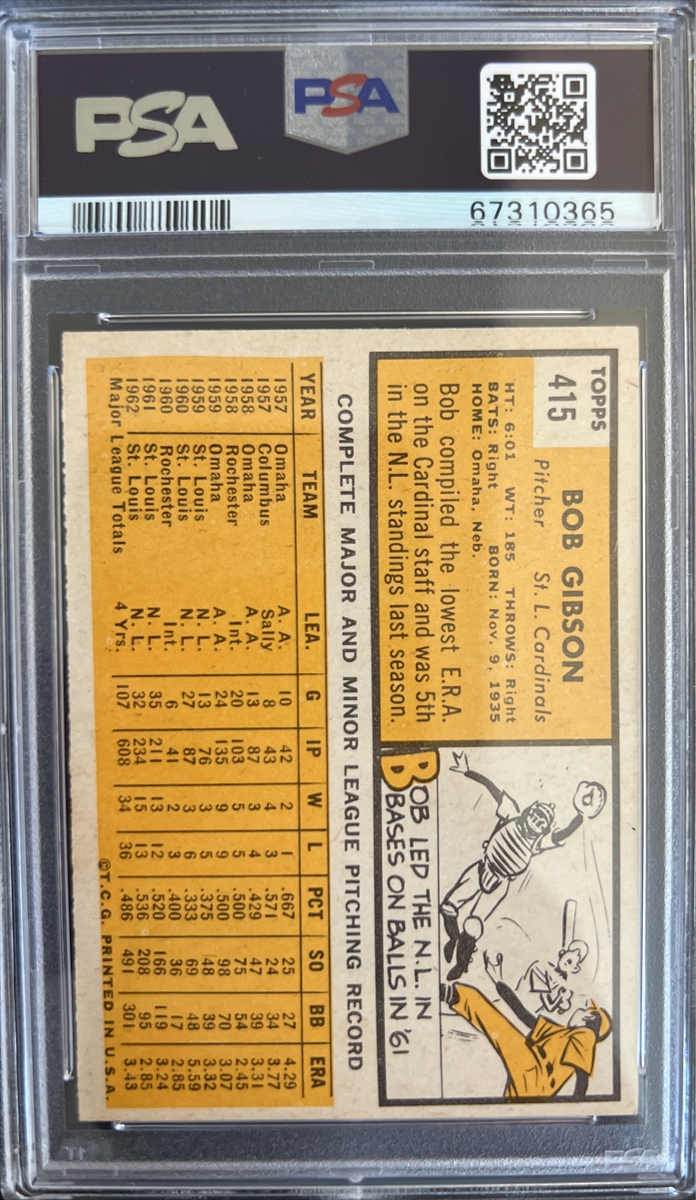 PSA
PSA
67310365
TOPPS
415
BOB GIBSON
Pitcher St. L. Cardinals
HT: 6:01 WT: 185 THROWS: Right
BATS: Right BORN: Nov. 9, 1935
HOME: Omaha, Neb.
Bob compiled the lowest E.R.A.
on the Cardinal staff and was 5th
in the N.L. standings last season.
BOB LED THE N.L. IN
BASES ON BALLS IN '61
COMPLETE MAJOR AND MINOR LEAGUE PITCHING RECORD
YEAR TEAM LEA. G IP W L PCT SO BB ERA
1957 Omaha A. A. 10 42 2 1 .667 25 27 4.29
1957 Columbus Sally 8 43 4 3 .571 24 34 3.77
1958 Omaha A. A. 13 87 3 4 .429 47 39 3.31
1958 Rochester Int. 20 103 5 5 .500 75 54 2.45
1959 Omaha A. A. 24 135 9 9 .500 98 70 3.07
1959 St. Louis N. L. 13 76 3 5 .375 48 39 3.32
1960 St. Louis N. L. 27 87 3 6 .333 69 48 5.59
1960 Rochester Int. 6 41 2 3 .400 36 17 2.85
1961 St. Louis N. L. 35 211 13 12 .520 166 119 3.24
1962 St. Louis N. L. 32 234 15 13 .536 208 95 2.85
Major League Totals 4 Yrs. 107 608 34 36 .486 491 301 3.43
©T.C.G. PRINTED IN U.S.A.